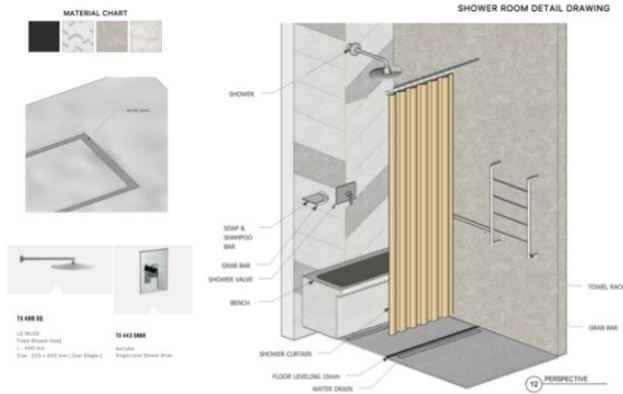 SHOWER ROOM DETAIL DRAWING
MATERIAL CHART
WATER DRAIN
SHOWER
SOAP &
SHAMPOO
BAR
GRAB BAR
SHOWER VALVE
BENCH
TOWEL RACK
GRAB BAR
SHOWER CURTAIN
FLOOR LEVELING 10mm
WATER DRAIN
12 PERSPECTIVE
LE MUSE
Fixed Shower Head
L : 400 mm
NATURA
Single Lever Shower Mixer